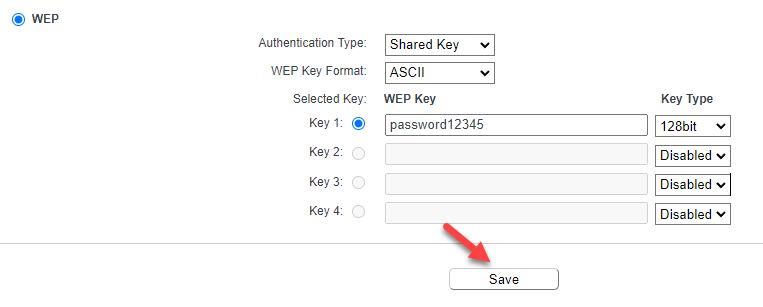 WEP
Authentication Type: Shared Key
WEP Key Format: ASCII
Selected Key: WEP Key Key Type
Key 1: password12345 128bit
Key 2: Disabled
Key 3: Disabled
Key 4: Disabled
Save